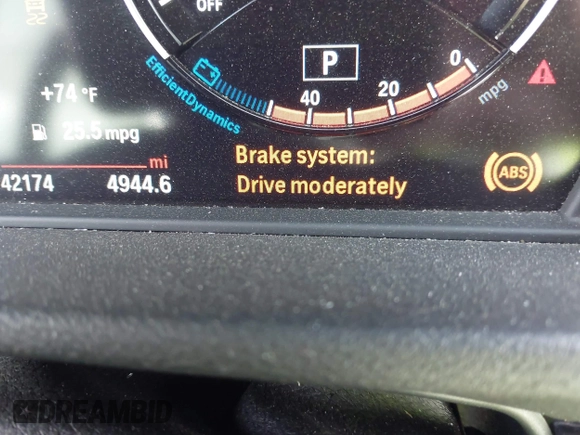 OFF
P
0
20
40
mpg
EfficientDynamics
+74 °F
25.5 mpg
mi
42174 4944.6
Brake system:
Drive moderately
ABS
DREAMBID